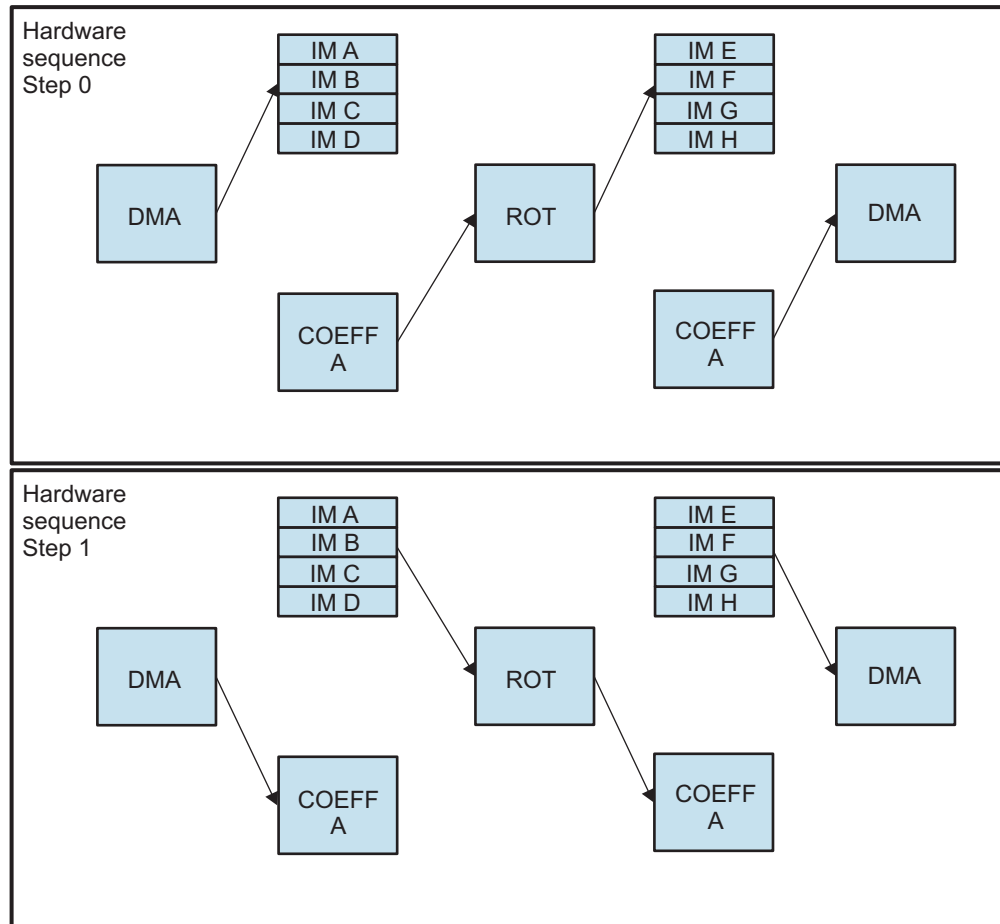 Hardware
sequence
Step 0
IM A
IM B
IM C
IM D
IM E
IM F
IM G
IM H
DMA
ROT
DMA
COEFF
A
COEFF
A
Hardware
sequence
Step 1
IM A
IM B
IM C
IM D
IM E
IM F
IM G
IM H
DMA
ROT
DMA
COEFF
A
COEFF
A